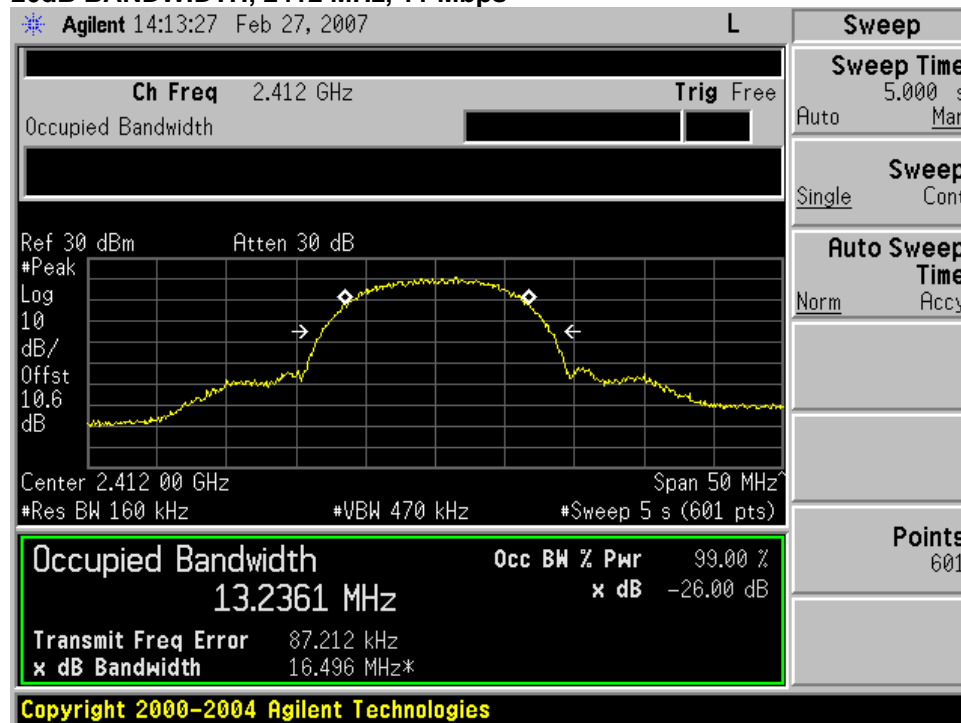 Agilent 14:13:27 Feb 27, 2007 L
Sweep
Ch Freq 2.412 GHz Trig Free
Occupied Bandwidth
Sweep Time
5.000 s
Auto Man
Sweep
Single Cont
Auto Sweep
Time
Norm Accy
Ref 30 dBm Atten 30 dB
#Peak
Log
10
dB/
Offst
10.6
dB
Center 2.412 00 GHz Span 50 MHz^
#Res BW 160 kHz #VBW 470 kHz #Sweep 5 s (601 pts)
Points
601
Occupied Bandwidth Occ BW % Pwr 99.00 %
13.2361 MHz x dB -26.00 dB
Transmit Freq Error 87.212 kHz
x dB Bandwidth 16.496 MHz*
Copyright 2000-2004 Agilent Technologies